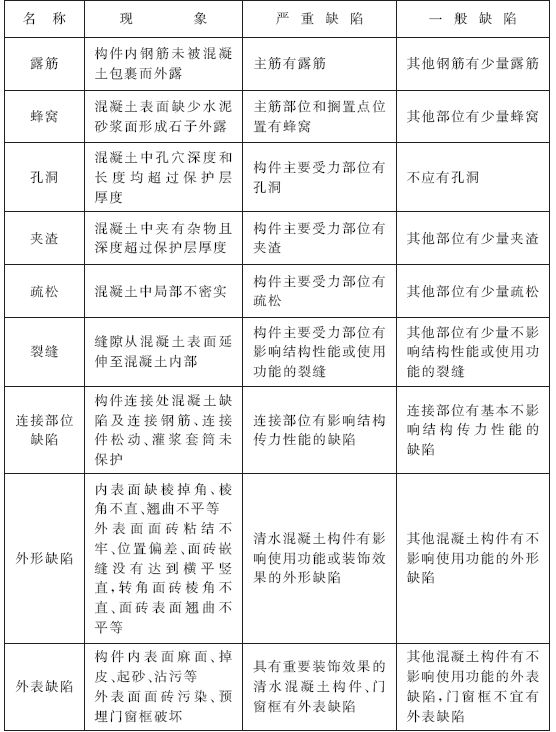 名 称
现 象
严重缺陷
一般缺陷
露筋
构件内钢筋未被混凝
土包裹而外露
主筋有露筋
其他钢筋有少量露筋
蜂窝
混凝土表面缺少水泥
砂浆面形成石子外露
主筋部位和搁置点位
置有蜂窝
其他部位有少量蜂窝
孔洞
混凝土中孔穴深度和
长度均超过保护层
厚度
构件主要受力部位有
孔洞
不应有孔洞
夹渣
混凝土中夹有杂物且
深度超过保护层厚度
构件主要受力部位有
夹渣
其他部位有少量夹渣
疏松
混凝土中局部不密实
构件主要受力部位有
疏松
其他部位有少量疏松
裂缝
缝隙从混凝土表面延
伸至混凝土内部
构件主要受力部位有
影响结构性能或使用
功能的裂缝
其他部位有少量不影
响结构性能或使用功
能的裂缝
连接部位
缺陷
构件连接处混凝土缺
陷及连接钢筋、连接
件松动、灌浆套筒未
保护
连接部位有影响结构
传力性能的缺陷
连接部位有基本不影
响结构传力性能的
缺陷
外形缺陷
内表面缺棱掉角、棱
角不直、翘曲不平等
外表面面砖粘结不
牢、位置偏差、面砖嵌
缝没有达到横平竖
直,转角面砖棱角不
直、面砖表面翘曲不
平等
清水混凝土构件有影
响使用功能或装饰效
果的外形缺陷
其他混凝土构件有不
影响使用功能的外形
缺陷
外表缺陷
构件内表面麻面、掉
皮、起砂、沾污等
外表面面砖污染、预
埋门窗框破坏
具有重要装饰效果的
清水混凝土构件、门
窗框有外表缺陷
其他混凝土构件有不
影响使用功能的外表
缺陷,门窗框不宜有
外表缺陷